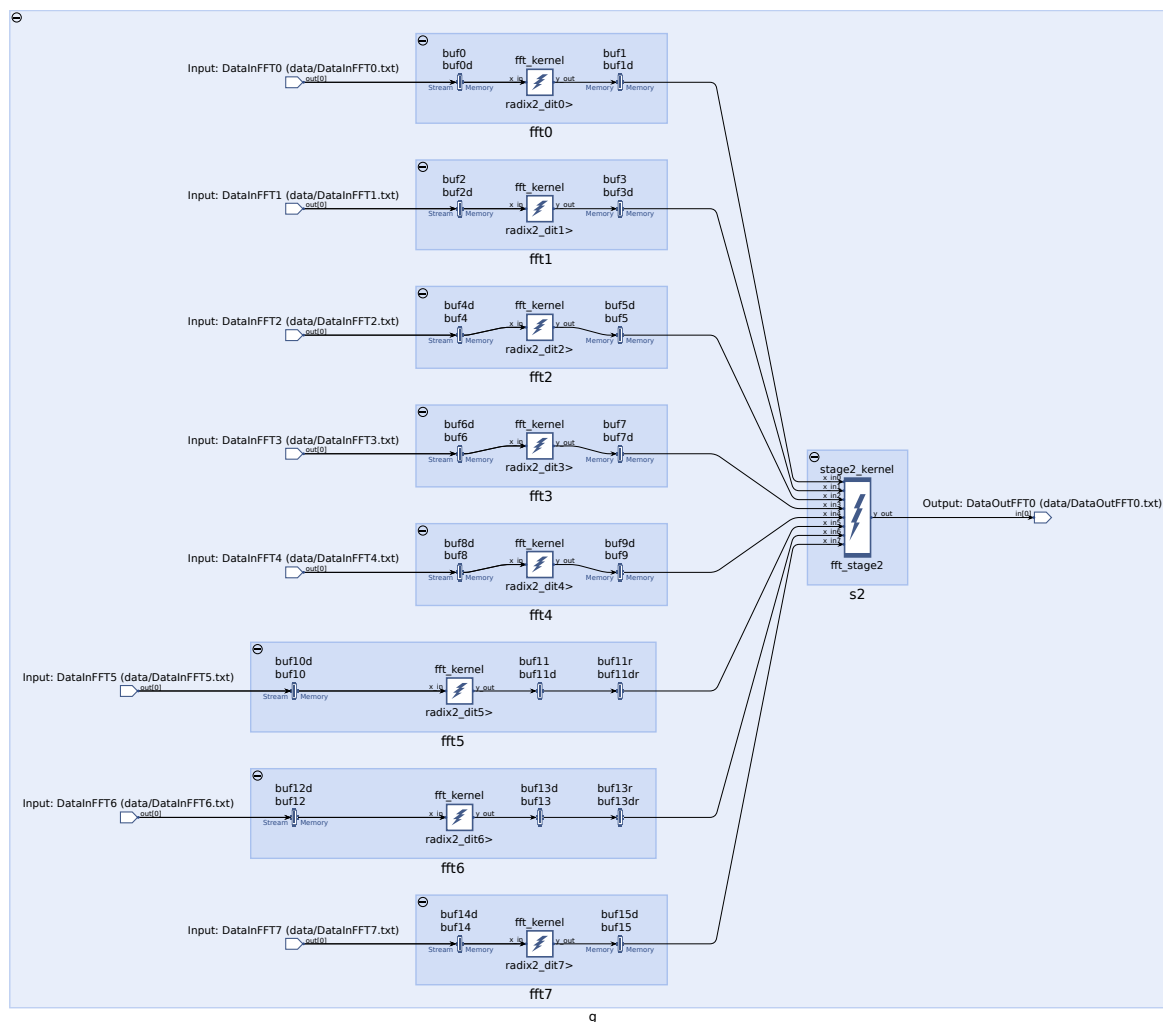 Input: DataInFFT0 (data/DataInFFT0.txt)
out[0]
buf0
buf0d
Stream Memory
fft_kernel
x_in y_out
radix2_dit0>
buf1
buf1d
Memory Memory
fft0
Input: DataInFFT1 (data/DataInFFT1.txt)
out[0]
buf2
buf2d
Stream Memory
fft_kernel
x_in y_out
radix2_dit1>
buf3
buf3d
Memory Memory
fft1
Input: DataInFFT2 (data/DataInFFT2.txt)
out[0]
buf4d
buf4
Stream Memory
fft_kernel
x_in y_out
radix2_dit2>
buf5d
buf5
Memory Memory
fft2
Input: DataInFFT3 (data/DataInFFT3.txt)
out[0]
buf6d
buf6
Stream Memory
fft_kernel
x_in y_out
radix2_dit3>
buf7
buf7d
Memory Memory
fft3
Input: DataInFFT4 (data/DataInFFT4.txt)
out[0]
buf8d
buf8
Stream Memory
fft_kernel
x_in y_out
radix2_dit4>
buf9d
buf9
Memory Memory
fft4
Input: DataInFFT5 (data/DataInFFT5.txt)
out[0]
buf10d
buf10
Stream Memory
fft_kernel
x_in y_out
radix2_dit5>
buf11
buf11d
buf11r
buf11dr
fft5
Input: DataInFFT6 (data/DataInFFT6.txt)
out[0]
buf12d
buf12
Stream Memory
fft_kernel
x_in y_out
radix2_dit6>
buf13d
buf13
buf13r
buf13dr
fft6
Input: DataInFFT7 (data/DataInFFT7.txt)
out[0]
buf14d
buf14
Stream Memory
fft_kernel
x_in y_out
radix2_dit7>
buf15d
buf15
Memory Memory
fft7
stage2_kernel
x_in0
x_in1
x_in2
x_in3
x_in4
x_in5
x_in6
x_in7
y_out
fft_stage2
s2
Output: DataOutFFT0 (data/DataOutFFT0.txt)
in[0]